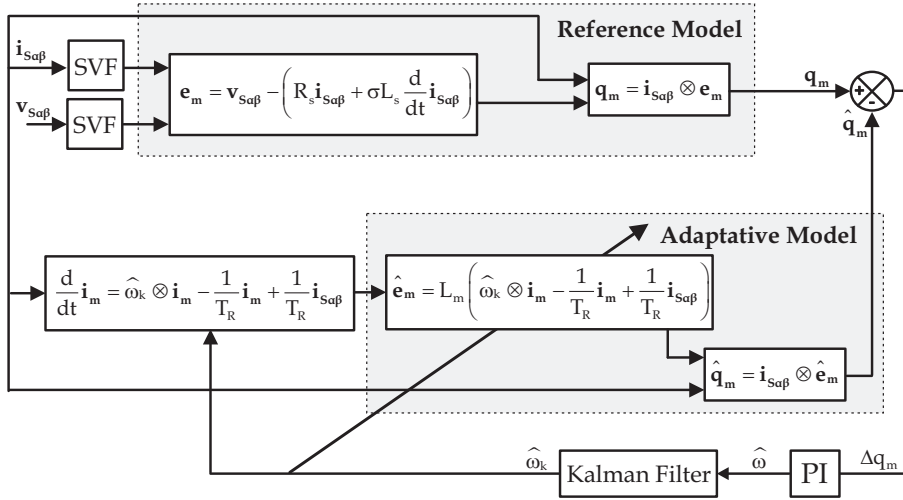 Reference Model
i_Sαβ
SVF
v_Sαβ
SVF
e_m = v_Sαβ − ( R_s i_Sαβ + σL_s d/dt i_Sαβ )
q_m = i_Sαβ ⊗ e_m
q_m
+
-
q̂_m
Adaptative Model
d/dt i_m = ω̂_k ⊗ i_m − 1/T_R i_m + 1/T_R i_Sαβ
ê_m = L_m ( ω̂_k ⊗ i_m − 1/T_R i_m + 1/T_R i_Sαβ )
q̂_m = i_Sαβ ⊗ ê_m
ω̂_k
Kalman Filter
ω̂
PI
Δq_m